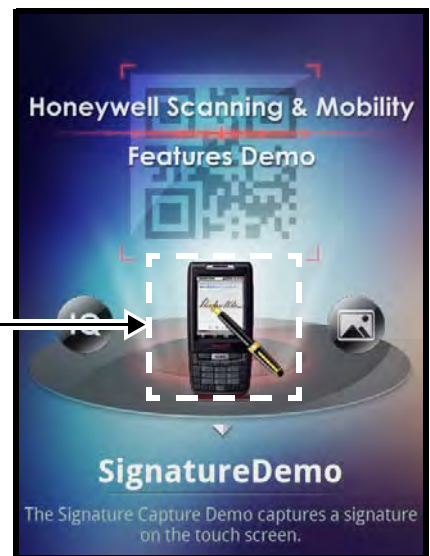 Honeywell Scanning & Mobility
Features Demo
IQ
SignatureDemo
The Signature Capture Demo captures a signature
on the touch screen.